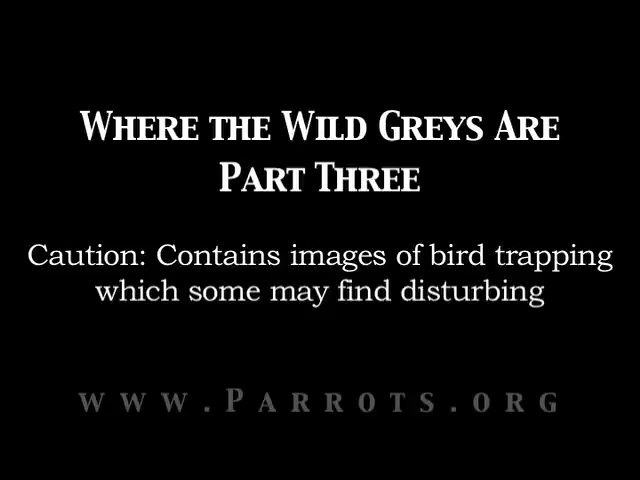 Where the Wild Greys Are
Part Three
Caution: Contains images of bird trapping
which some may find disturbing
www.Parrots.org